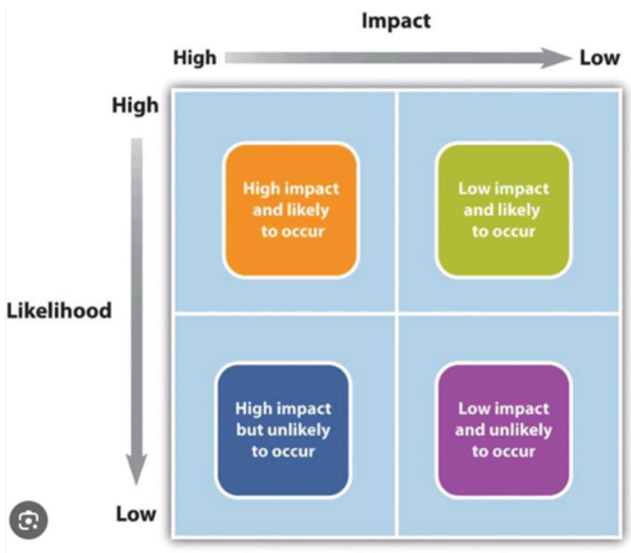 Impact
High
Low
High
High impact
and likely
to occur
Low impact
and likely
to occur
Likelihood
High impact
but unlikely
to occur
Low impact
and unlikely
to occur
Low